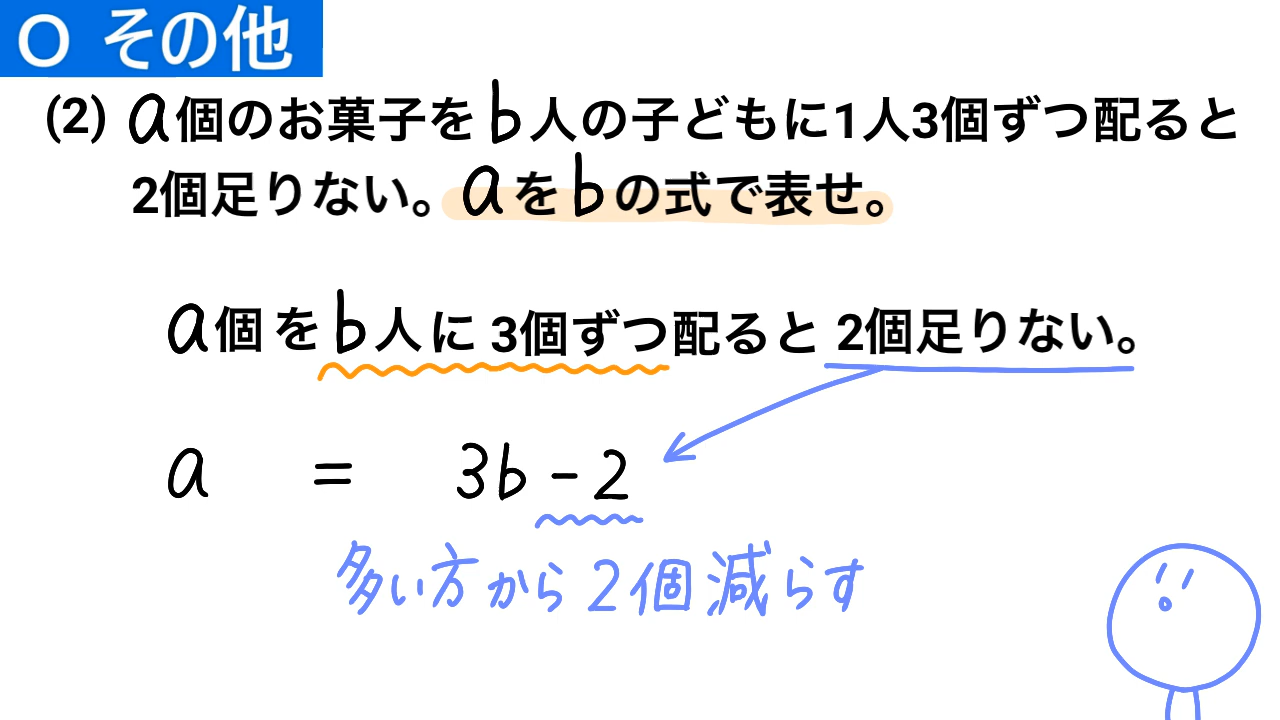 ○ その他
(2) a個のお菓子をb人の子どもに1人3個ずつ配ると
2個足りない。aをbの式で表せ。
a個をb人に 3個ずつ配ると 2個足りない。
a = 3b - 2
多い方から2個減らす